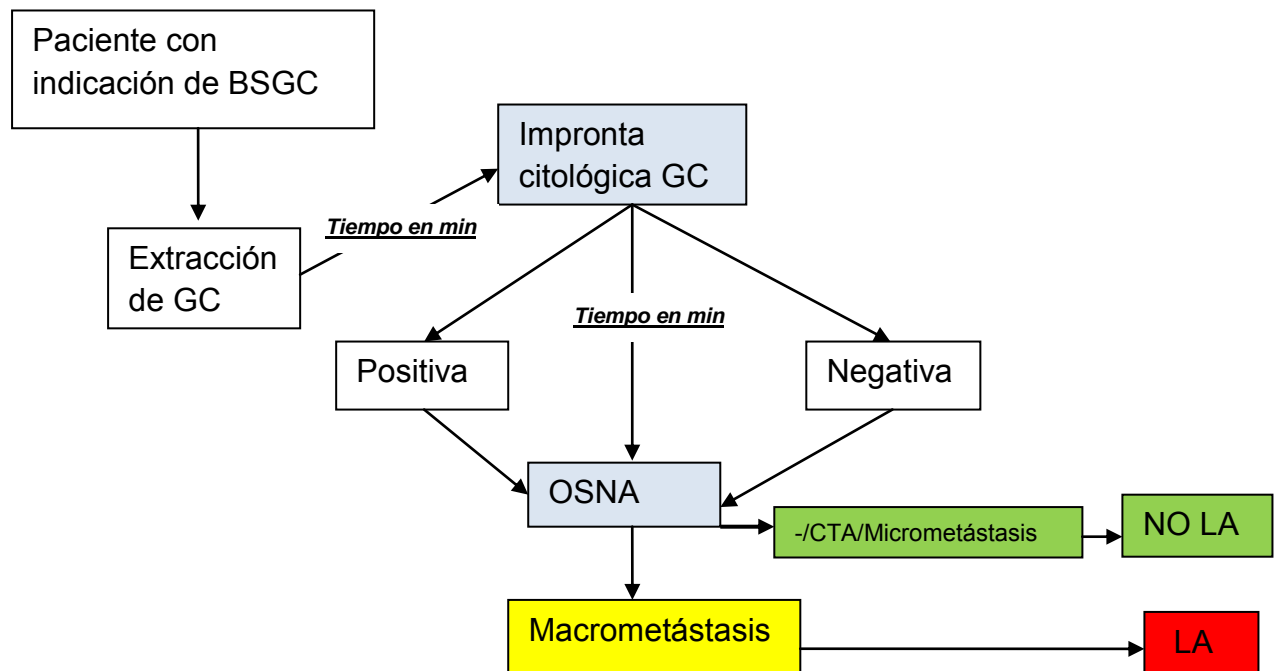 Paciente con
indicación de BSGC
Impronta
citológica GC
Tiempo en min
Extracción
de GC
Tiempo en min
Positiva
Negativa
OSNA
-/CTA/Micrometástasis
NO LA
Macrometástasis
LA